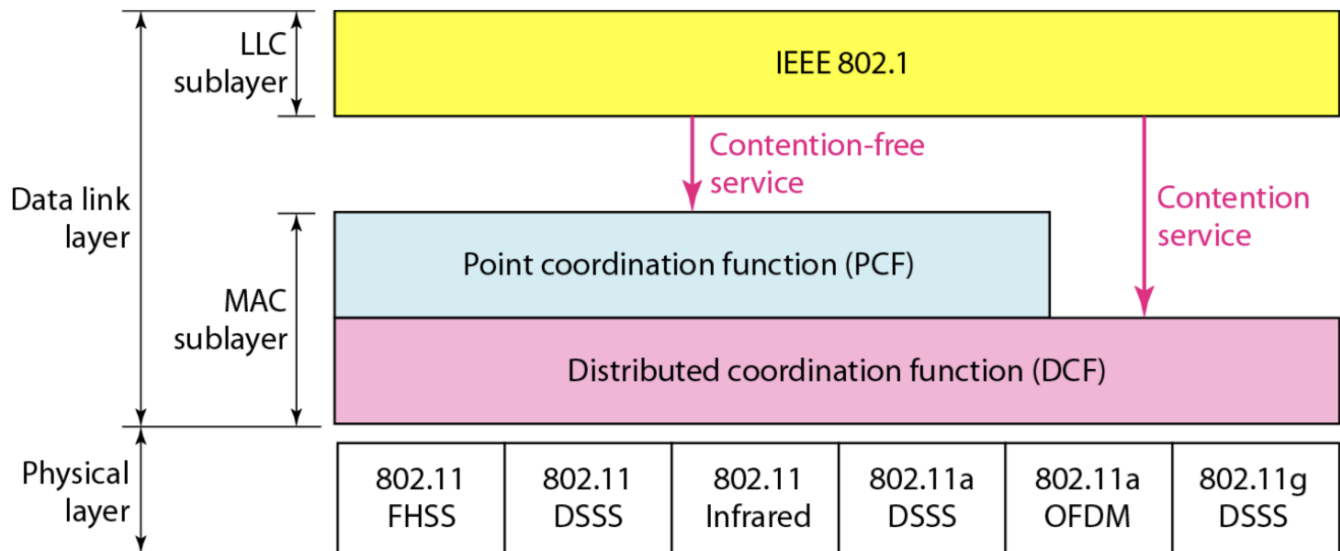 LLC
sublayer
IEEE 802.1
Contention-free
service
Contention
service
Data link
layer
Point coordination function (PCF)
MAC
sublayer
Distributed coordination function (DCF)
Physical
layer
802.11
FHSS
802.11
DSSS
802.11
Infrared
802.11a
DSSS
802.11a
OFDM
802.11g
DSSS